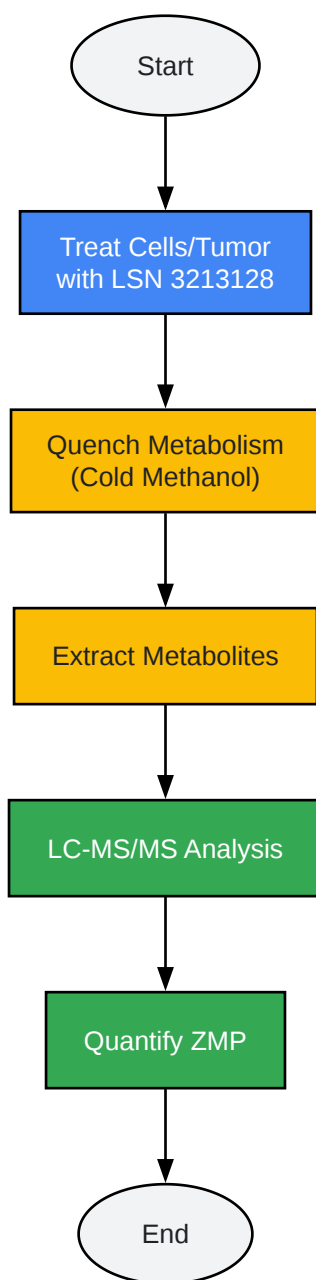 Start
Treat Cells/Tumor
with LSN 3213128
Quench Metabolism
(Cold Methanol)
Extract Metabolites
LC-MS/MS Analysis
Quantify ZMP
End